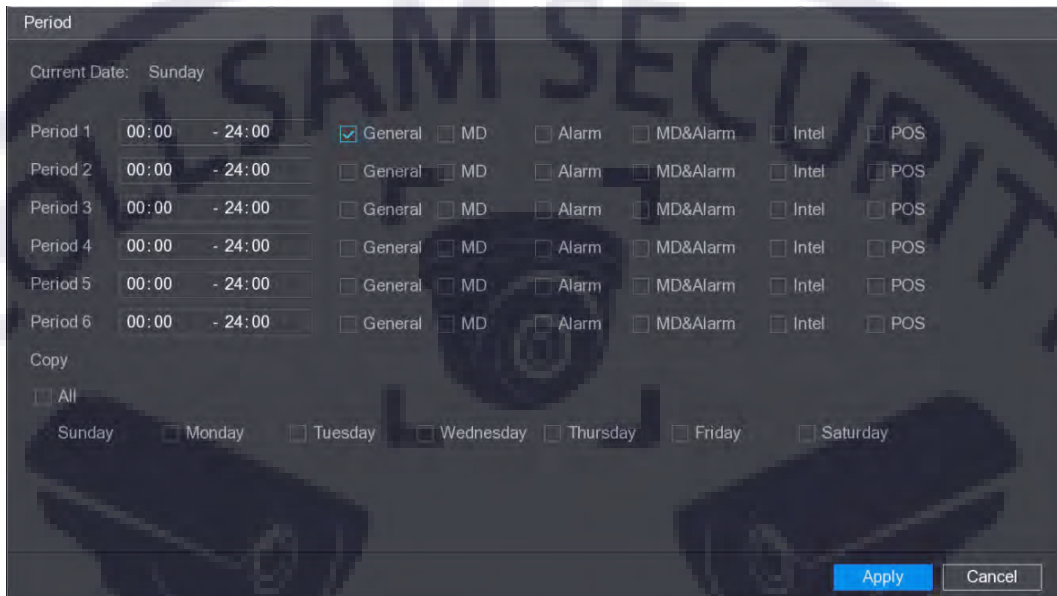 Period
Current Date: Sunday
Period 1 00:00 - 24:00 General MD Alarm MD&Alarm Intel POS
Period 2 00:00 - 24:00 General MD Alarm MD&Alarm Intel POS
Period 3 00:00 - 24:00 General MD Alarm MD&Alarm Intel POS
Period 4 00:00 - 24:00 General MD Alarm MD&Alarm Intel POS
Period 5 00:00 - 24:00 General MD Alarm MD&Alarm Intel POS
Period 6 00:00 - 24:00 General MD Alarm MD&Alarm Intel POS
Copy
All
Sunday Monday Tuesday Wednesday Thursday Friday Saturday
Apply Cancel